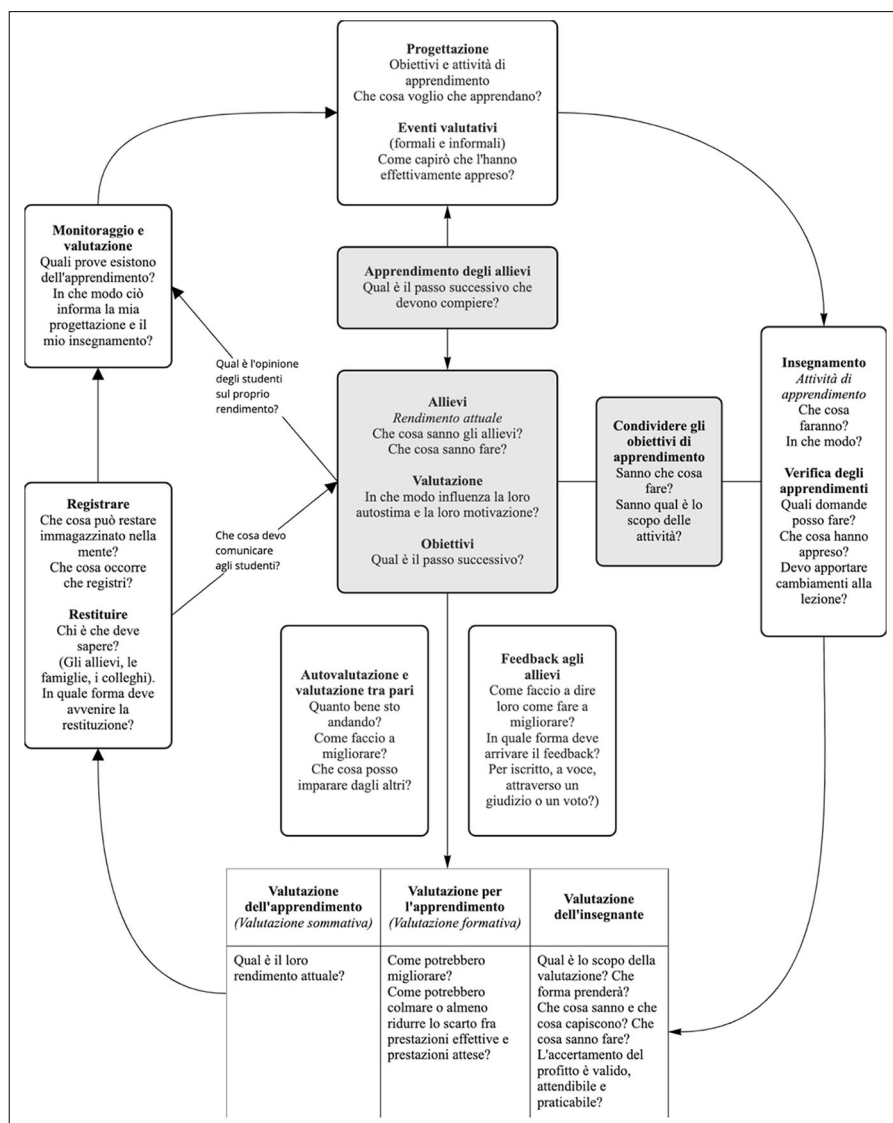 Progettazione
Obiettivi e attività di
apprendimento
Che cosa voglio che apprendano?
Eventi valutativi
(formali e informali)
Come capirò che l'hanno
effettivamente appreso?
Monitoraggio e
valutazione
Quali prove esistono
dell'apprendimento?
In che modo ciò
informa la mia
progettazione e il
mio insegnamento?
Apprendimento degli allievi
Qual è il passo successivo che
devono compiere?
Qual è l'opinione
degli studenti
sul proprio
rendimento?
Allievi
Rendimento attuale
Che cosa sanno gli allievi?
Che cosa sanno fare?
Valutazione
In che modo influenza la loro
autostima e la loro motivazione?
Obiettivi
Qual è il passo successivo?
Condividere gli
obiettivi di
apprendimento
Sanno che cosa
fare?
Sanno qual è lo
scopo delle
attività?
Insegnamento
Attività di
apprendimento
Che cosa
faranno?
In che modo?
Verifica degli
apprendimenti
Quali domande
posso fare?
Che cosa hanno
appreso?
Devo apportare
cambiamenti alla
lezione?
Registrare
Che cosa può restare
immagazzinato nella
mente?
Che cosa occorre
che registri?
Restituire
Chi è che deve
sapere?
(Gli allievi, le
famiglie, i colleghi).
In quale forma deve
avvenire la
restituzione?
Che cosa devo
comunicare
agli studenti?
Autovalutazione e
valutazione tra pari
Quanto bene sto
andando?
Come faccio a
migliorare?
Che cosa posso
imparare dagli altri?
Feedback agli
allievi
Come faccio a dire
loro come fare a
migliorare?
In quale forma deve
arrivare il feedback?
Per iscritto, a voce,
attraverso un
giudizio o un voto?)
Valutazione
dell'apprendimento
(Valutazione sommativa)
Valutazione per
l'apprendimento
(Valutazione formativa)
Valutazione
dell'insegnante
Qual è il loro
rendimento attuale?
Come potrebbero
migliorare?
Come potrebbero
colmare o almeno
ridurre lo scarto fra
prestazioni effettive e
prestazioni attese?
Qual è lo scopo della
valutazione? Che
forma prenderà?
Che cosa sanno e che
cosa capiscono? Che
cosa sanno fare?
L'accertamento del
profitto è valido,
attendibile e
praticabile?